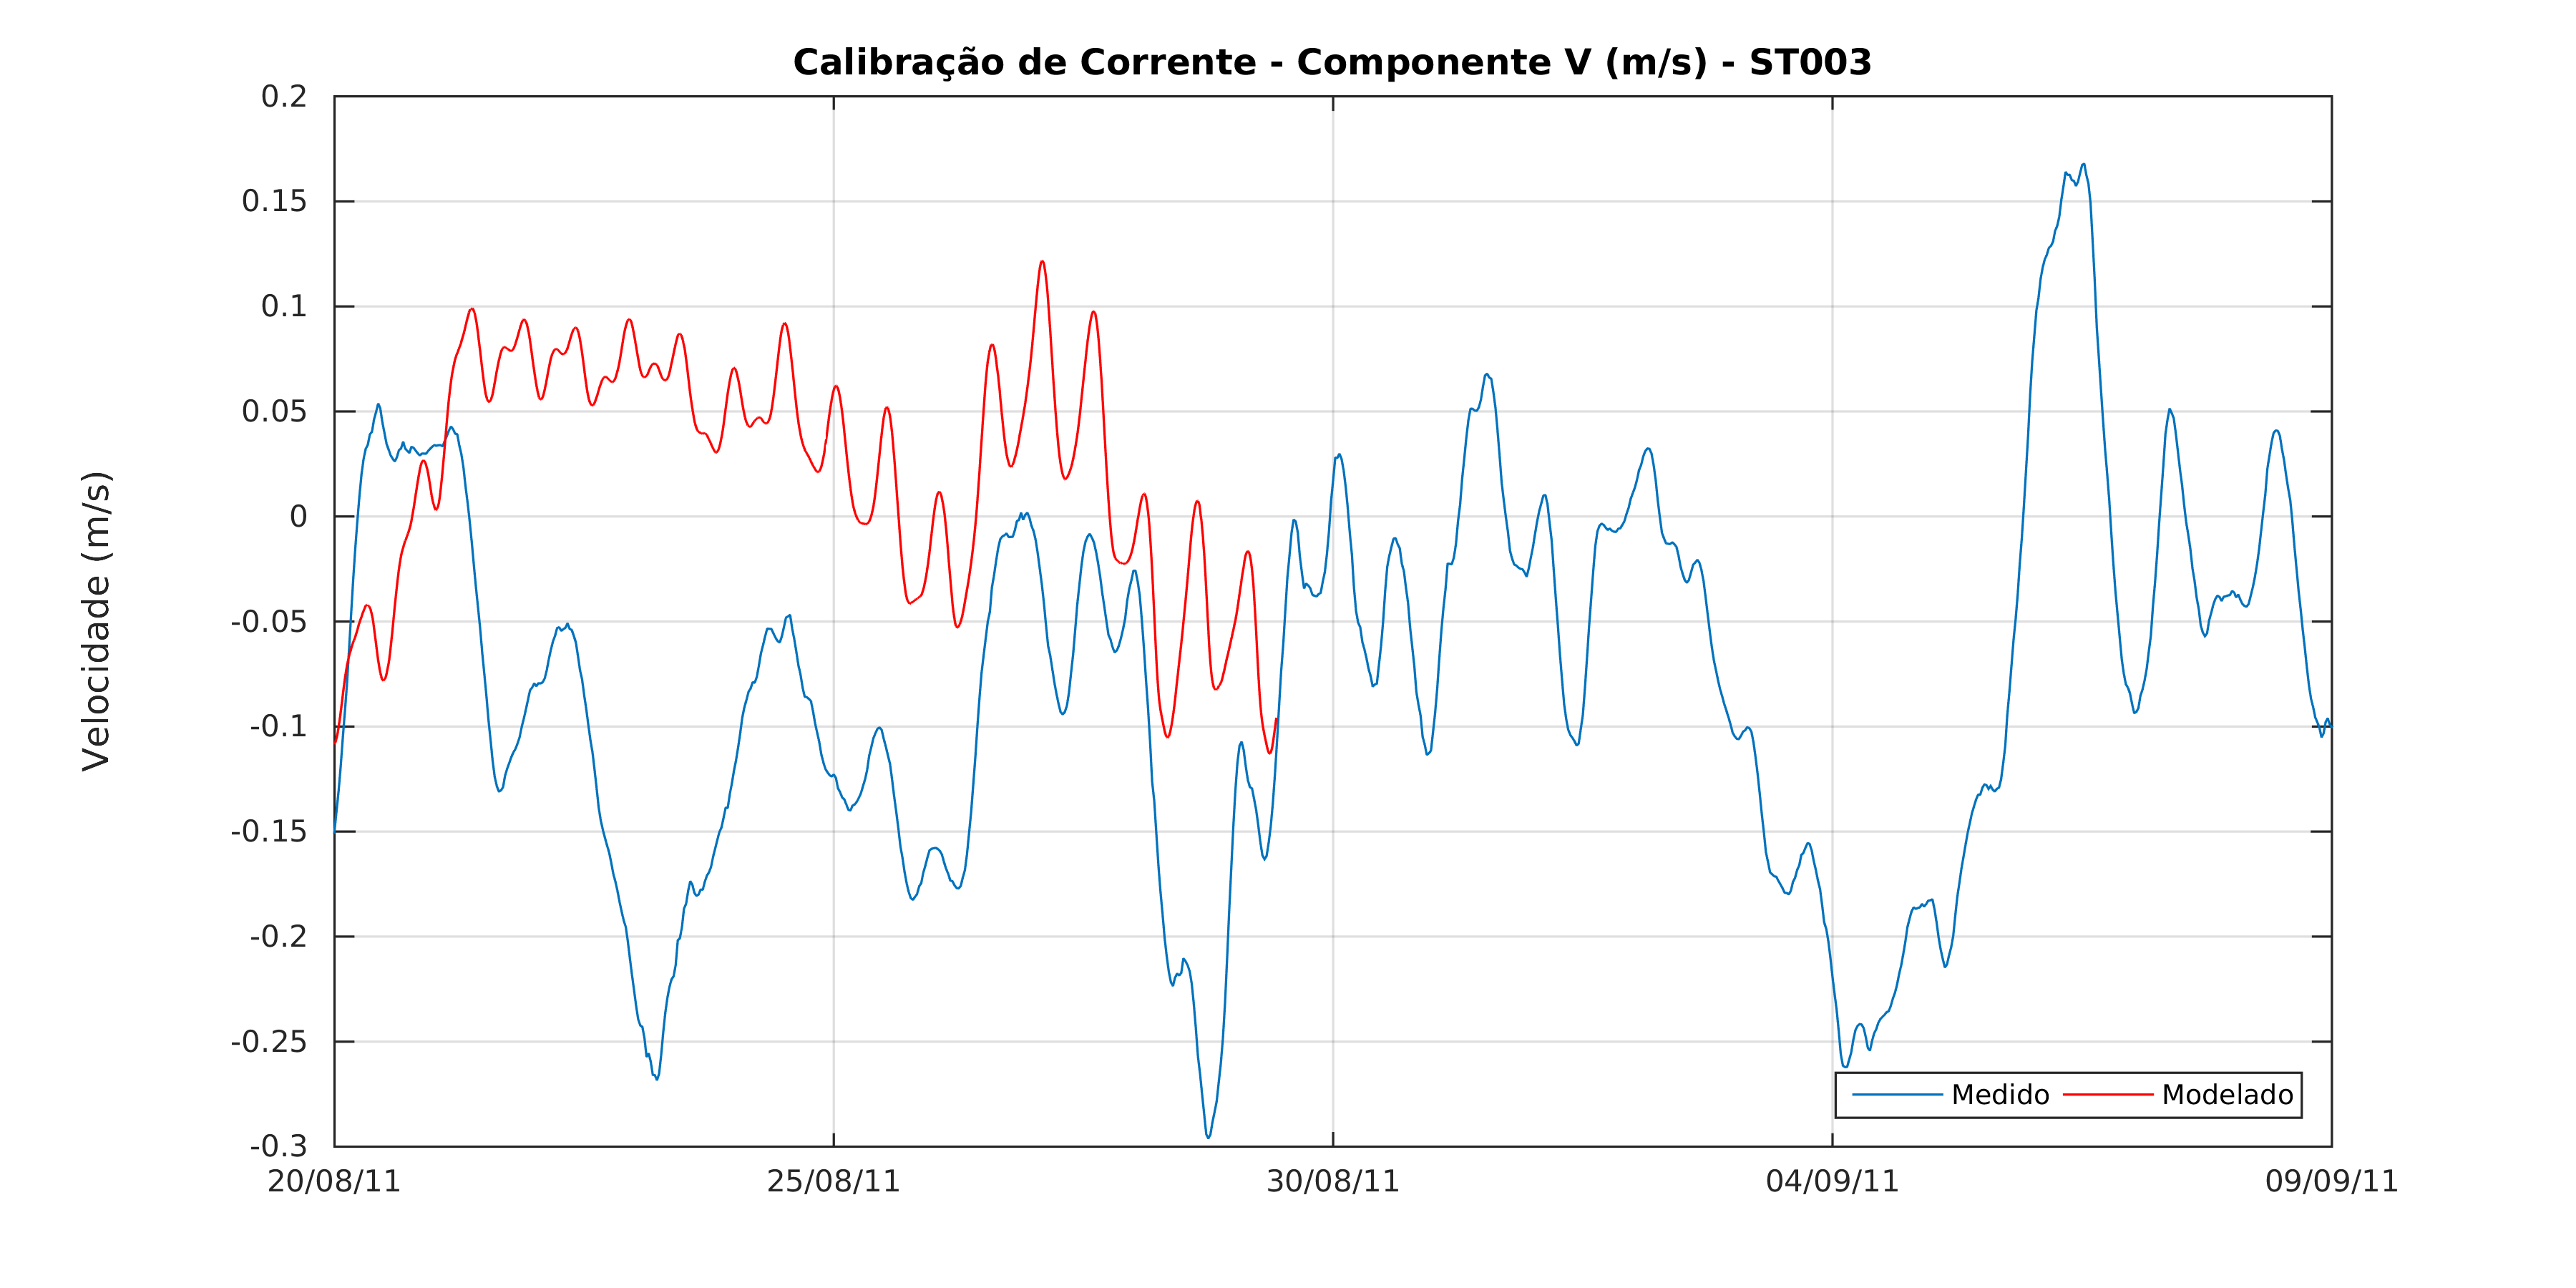 Calibração de Corrente - Componente V (m/s) - ST003
Velocidade (m/s)
0.2
0.15
0.1
0.05
0
-0.05
-0.1
-0.15
-0.2
-0.25
-0.3
20/08/11 25/08/11 30/08/11 04/09/11 09/09/11
Medido Modelado